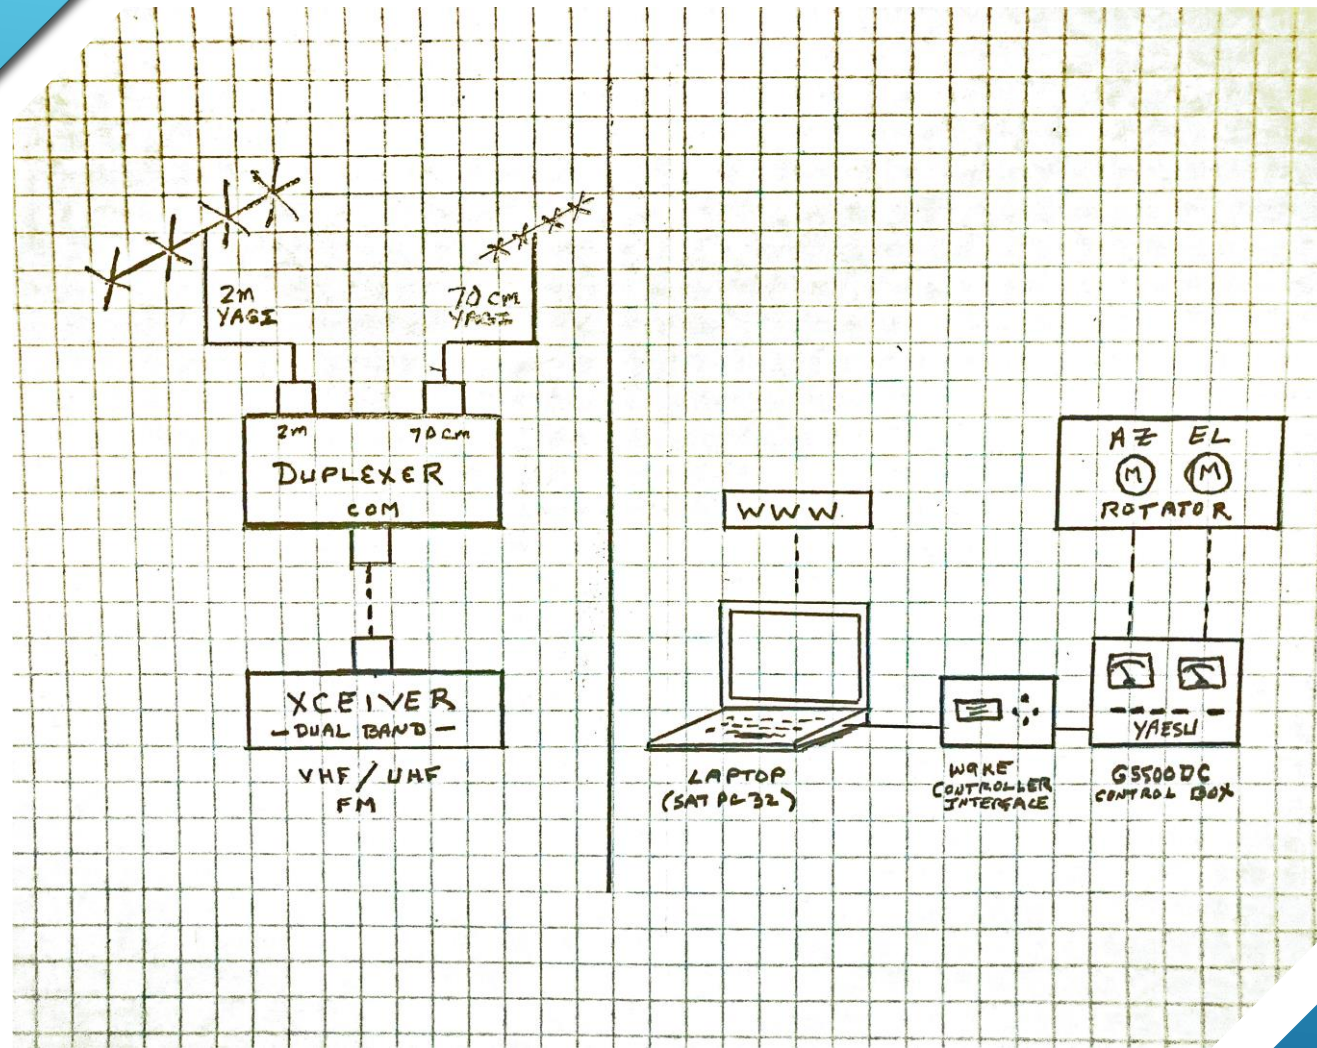 2m
YAGI
70cm
YAGI
2m
70cm
DUPLEXER
COM
XCEIVER
- DUAL BAND -
VHF / UHF
FM
WWW
LAPTOP
(SAT PC 32)
CONTROLLER
INTERFACE
AZ EL
M M
ROTATOR
YAESU
G5500DC
CONTROL BOX